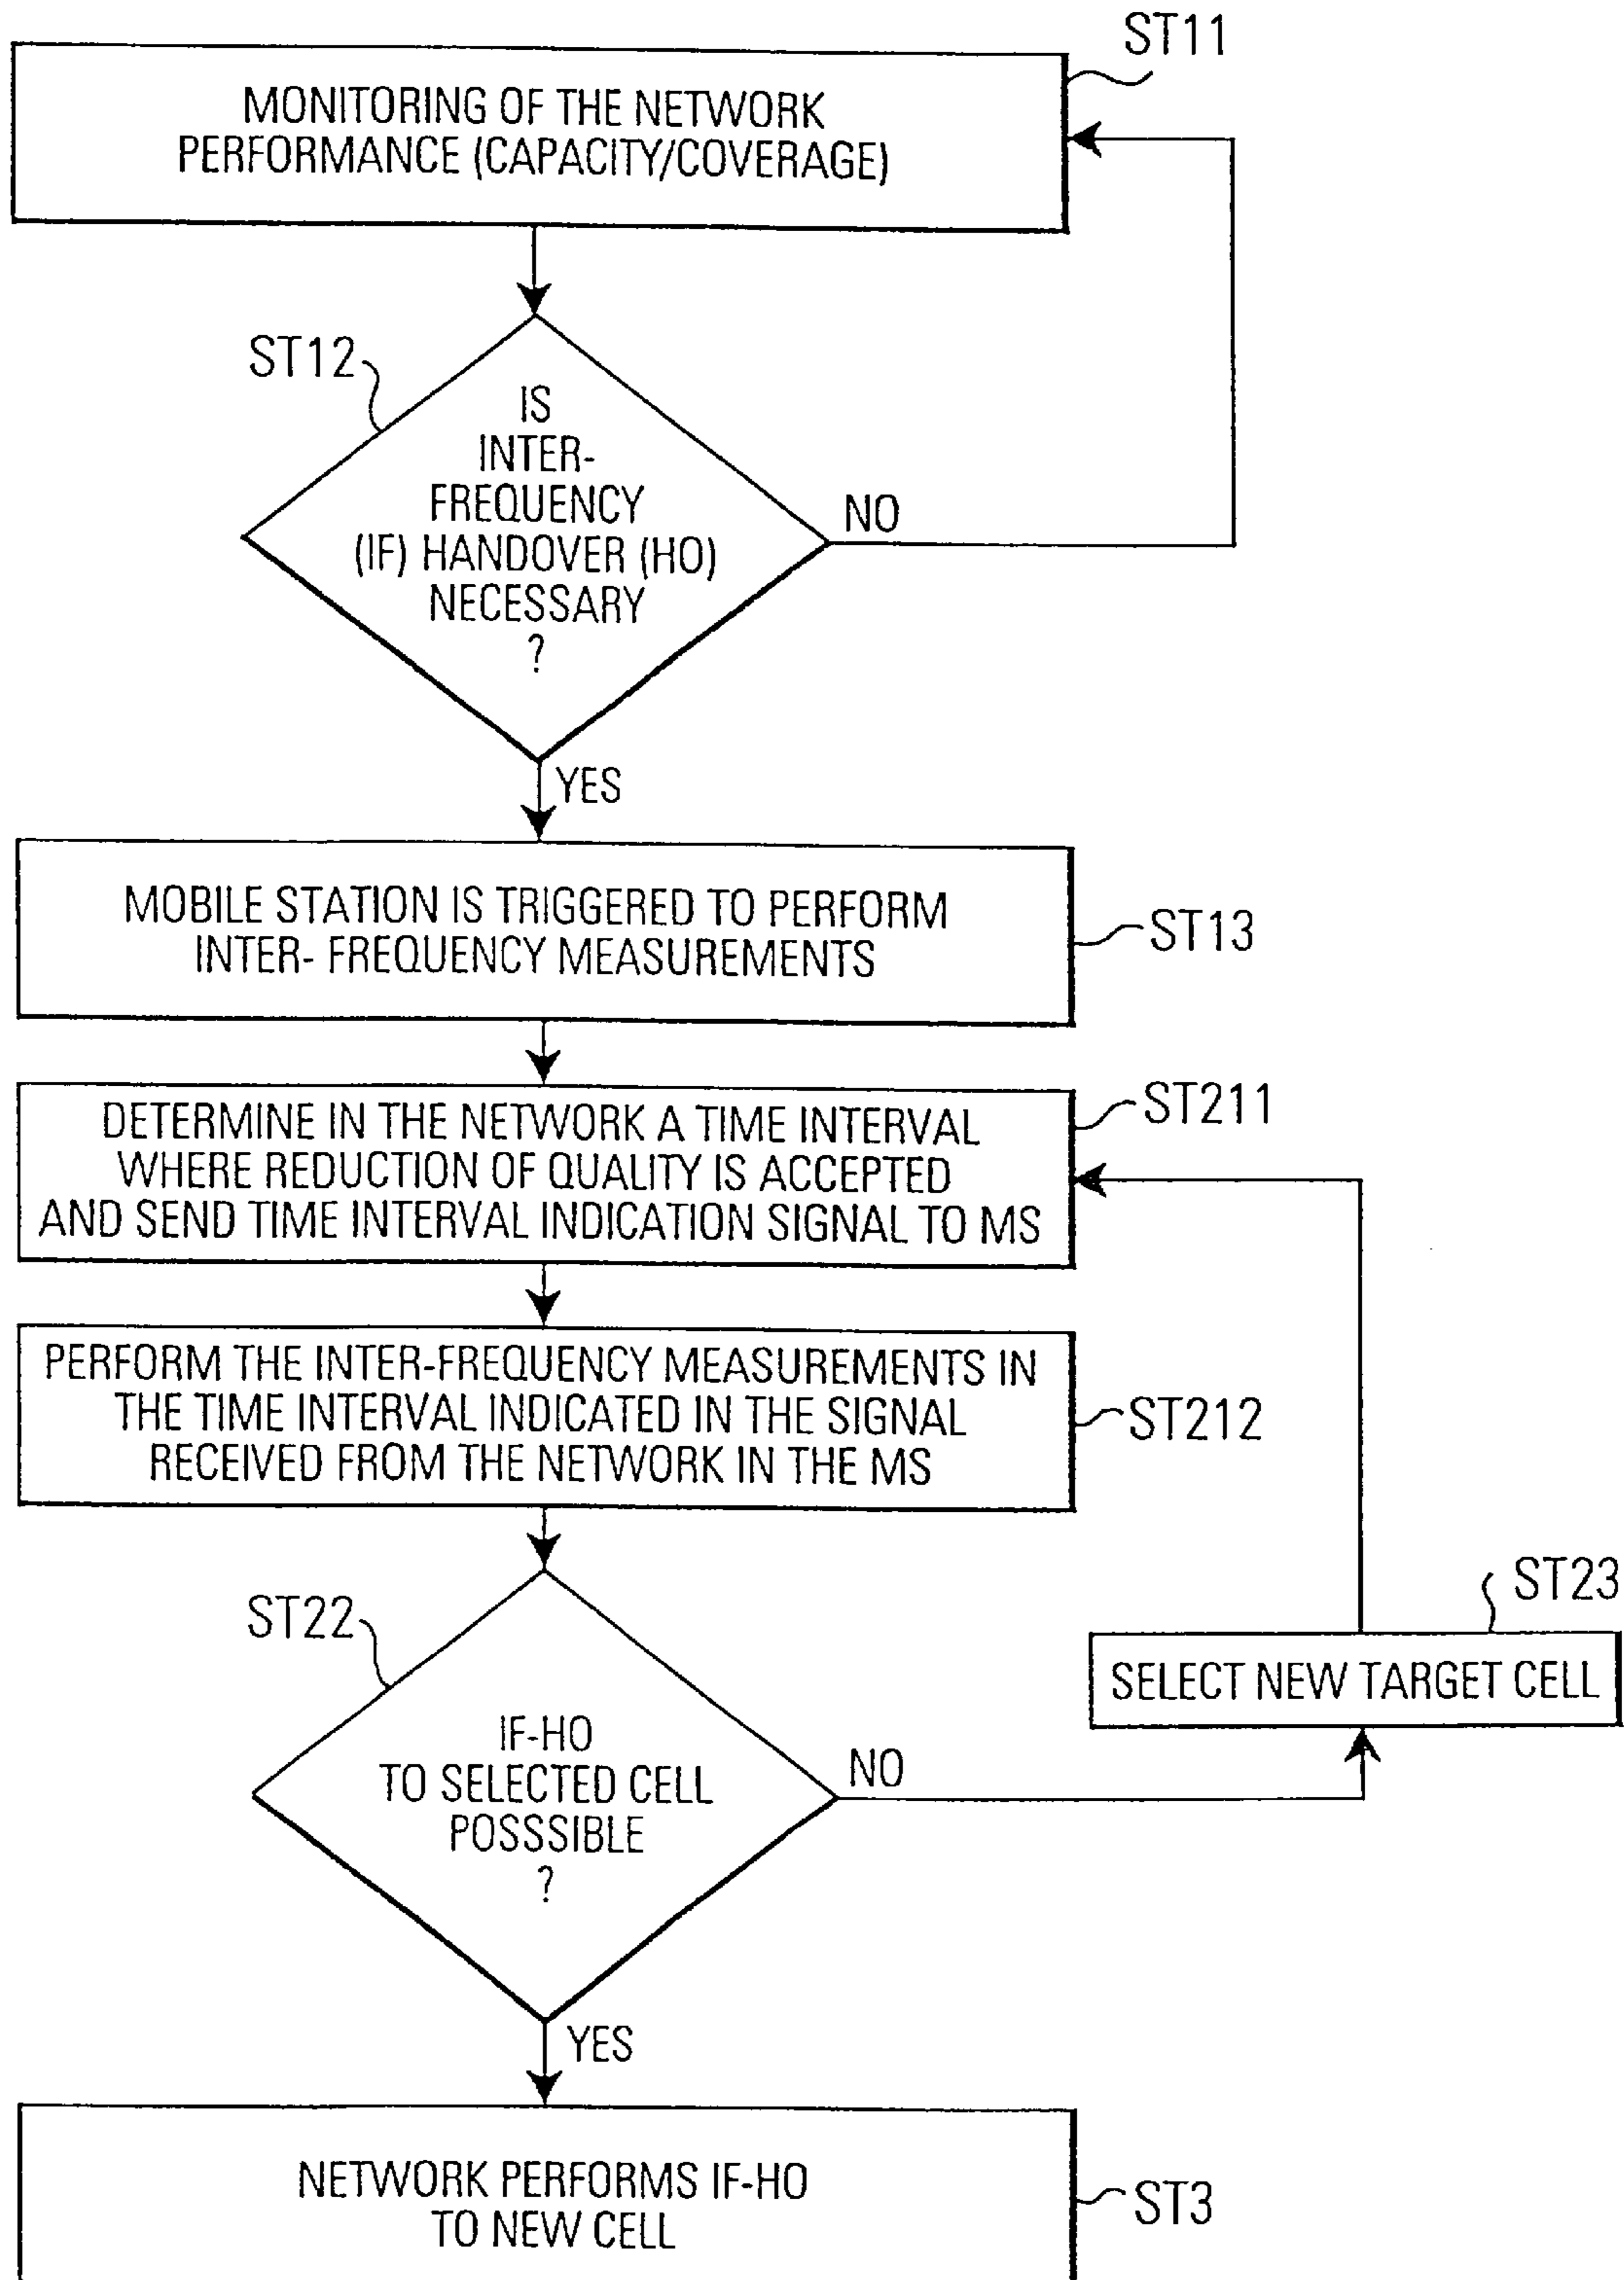 ST11
MONITORING OF THE NETWORK
PERFORMANCE (CAPACITY/COVERAGE)
ST12
IS
INTER-
FREQUENCY
(IF) HANDOVER (HO)
NECESSARY
?
NO
YES
MOBILE STATION IS TRIGGERED TO PERFORM
INTER- FREQUENCY MEASUREMENTS
ST13
DETERMINE IN THE NETWORK A TIME INTERVAL
WHERE REDUCTION OF QUALITY IS ACCEPTED
AND SEND TIME INTERVAL INDICATION SIGNAL TO MS
ST211
PERFORM THE INTER-FREQUENCY MEASUREMENTS IN
THE TIME INTERVAL INDICATED IN THE SIGNAL
RECEIVED FROM THE NETWORK IN THE MS
ST212
ST22
IF-HO
TO SELECTED CELL
POSSSIBLE
?
NO
ST23
SELECT NEW TARGET CELL
YES
NETWORK PERFORMS IF-HO
TO NEW CELL
ST3